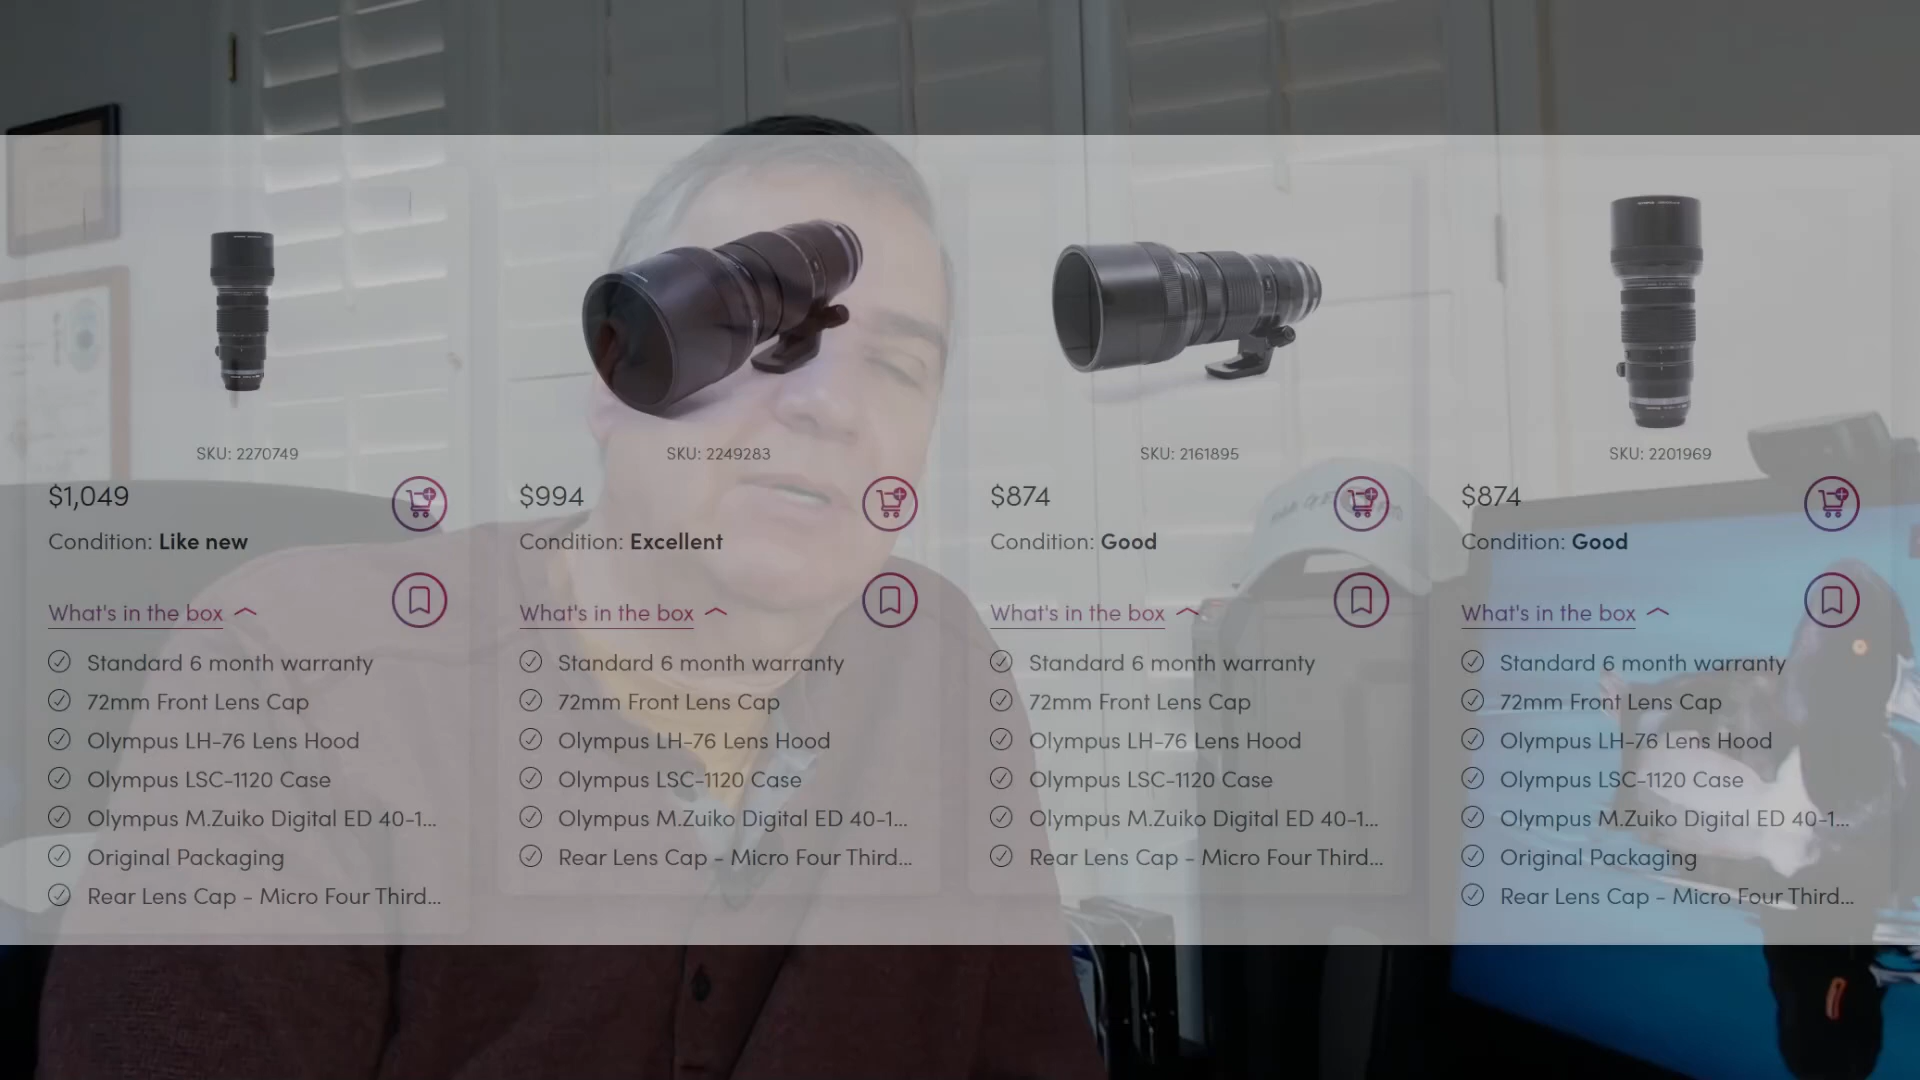 SKU: 2270749
$1,049
Condition: Like new
What's in the box
Standard 6 month warranty
72mm Front Lens Cap
Olympus LH-76 Lens Hood
Olympus LSC-1120 Case
Olympus M.Zuiko Digital ED 40-1...
Original Packaging
Rear Lens Cap - Micro Four Third...
SKU: 2249283
$994
Condition: Excellent
What's in the box
Standard 6 month warranty
72mm Front Lens Cap
Olympus LH-76 Lens Hood
Olympus LSC-1120 Case
Olympus M.Zuiko Digital ED 40-1...
Rear Lens Cap - Micro Four Third...
SKU: 2161895
$874
Condition: Good
What's in the box
Standard 6 month warranty
72mm Front Lens Cap
Olympus LH-76 Lens Hood
Olympus LSC-1120 Case
Olympus M.Zuiko Digital ED 40-1...
Rear Lens Cap - Micro Four Third...
SKU: 2201969
$874
Condition: Good
What's in the box
Standard 6 month warranty
72mm Front Lens Cap
Olympus LH-76 Lens Hood
Olympus LSC-1120 Case
Olympus M.Zuiko Digital ED 40-1...
Original Packaging
Rear Lens Cap - Micro Four Third...